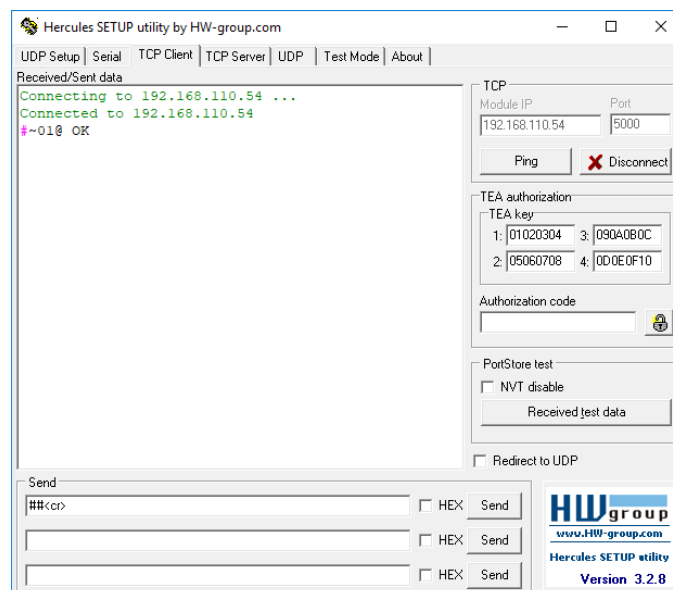 Hercules SETUP utility by HW-group.com
UDP Setup Serial TCP Client TCP Server UDP Test Mode About
Received/Sent data
Connecting to 192.168.110.54 ...
Connected to 192.168.110.54
#~01@ OK
TCP
Module IP Port
192.168.110.54 5000
Ping Disconnect
TEA authorization
TEA key
1: 01020304 3: 090A0B0C
2: 05060708 4: 0D0E0F10
Authorization code
PortStore test
NVT disable
Received test data
Redirect to UDP
Send
##<cr> HEX Send
HEX Send
HEX Send
HW group
www.HW-group.com
Hercules SETUP utility
Version 3.2.8